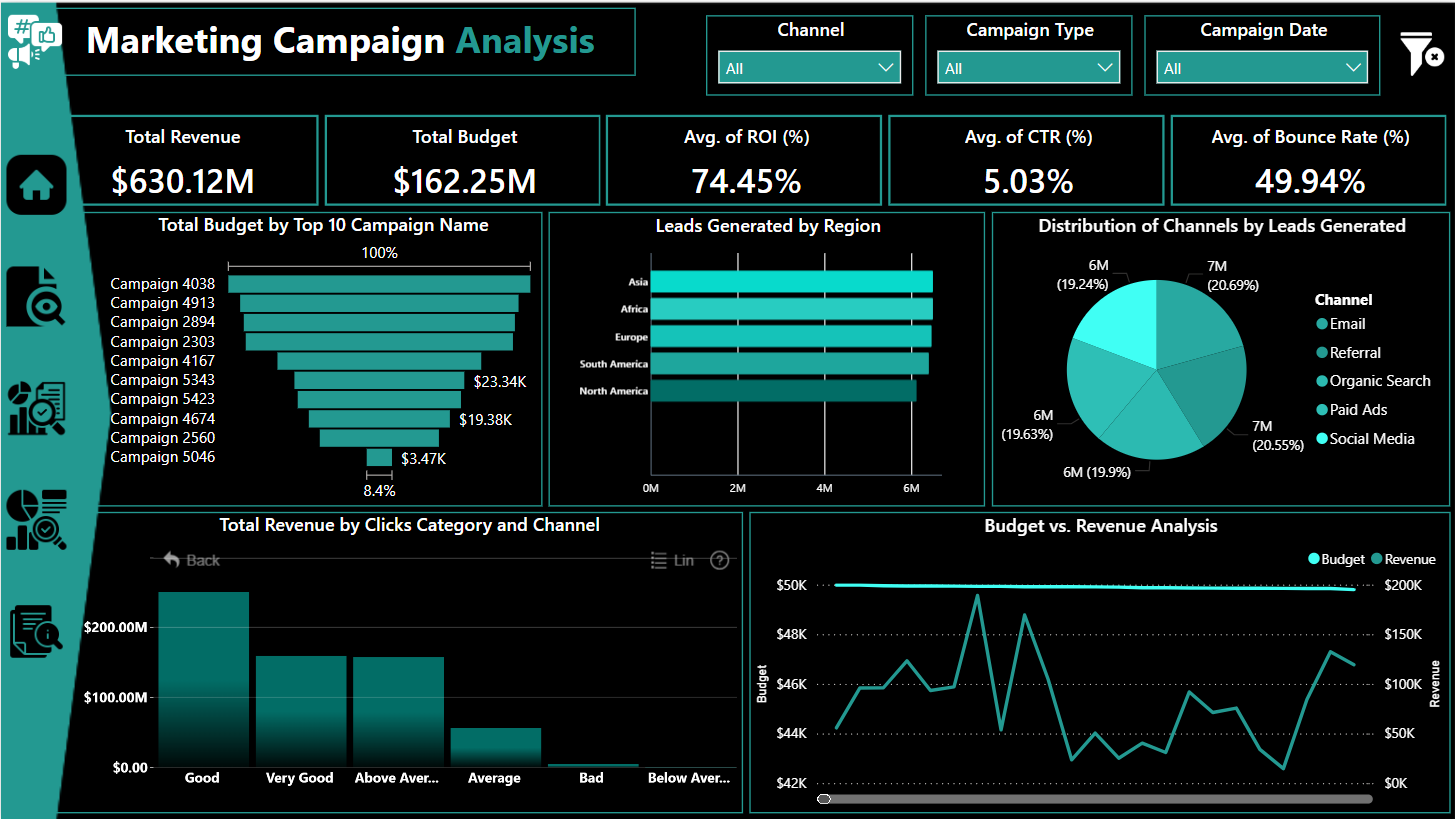 #
Marketing Campaign Analysis
Channel
All
Campaign Type
All
Campaign Date
All
Total Revenue
$630.12M
Total Budget
$162.25M
Avg. of ROI (%)
74.45%
Avg. of CTR (%)
5.03%
Avg. of Bounce Rate (%)
49.94%
Total Budget by Top 10 Campaign Name
100%
Campaign 4038
Campaign 4913
Campaign 2894
Campaign 2303
Campaign 4167
Campaign 5343
$23.34K
Campaign 5423
Campaign 4674
$19.38K
Campaign 2560
Campaign 5046
$3.47K
8.4%
Leads Generated by Region
Asia
Africa
Europe
South America
North America
0M
2M
4M
6M
Distribution of Channels by Leads Generated
6M
(19.24%)
7M
(20.69%)
6M
(19.63%)
7M
(20.55%)
6M (19.9%)
Channel
Email
Referral
Organic Search
Paid Ads
Social Media
Total Revenue by Clicks Category and Channel
Back
Lin
?
$200.00M
$100.00M
$0.00
Good
Very Good
Above Aver...
Average
Bad
Below Aver...
Budget vs. Revenue Analysis
Budget
Revenue
$50K
$48K
$46K
$44K
$42K
Budget
$200K
$150K
$100K
$50K
$0K
Revenue